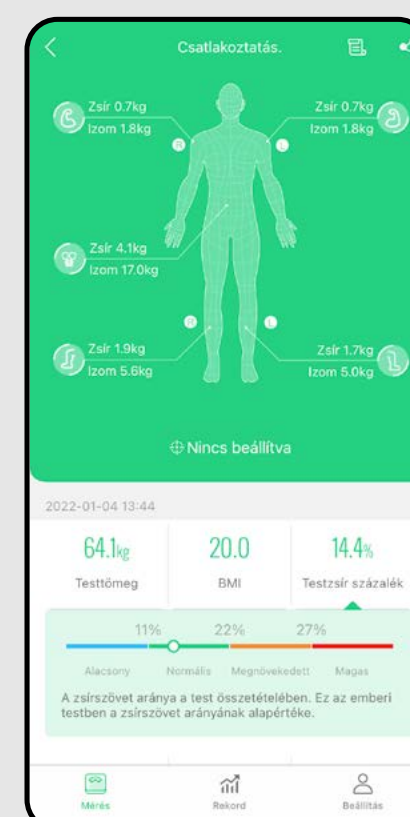 Csatlakoztatás.
Zsír 0.7kg
Izom 1.8kg
Zsír 0.7kg
Izom 1.8kg
R
L
Zsír 4.1kg
Izom 17.0kg
R
L
Zsír 1.9kg
Izom 5.6kg
Zsír 1.7kg
Izom 5.0kg
Nincs beállítva
2022-01-04 13:44
64.1kg
20.0
14.4%
Testtömeg
BMI
Testzsír százalék
11%
22%
27%
Alacsony
Normális
Megnövekedett
Magas
A zsírszövet aránya a test összetételében. Ez az emberi
testben a zsírszövet arányának alapértéke.
Mérés
Rekord
Beállítás